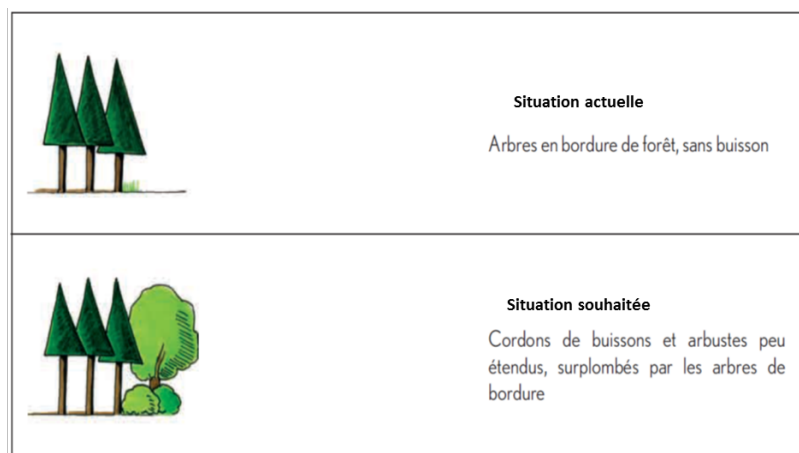 Situation actuelle
Arbres en bordure de forêt, sans buisson
Situation souhaitée
Cordons de buissons et arbustes peu
étendus, surplombés par les arbres de
bordure